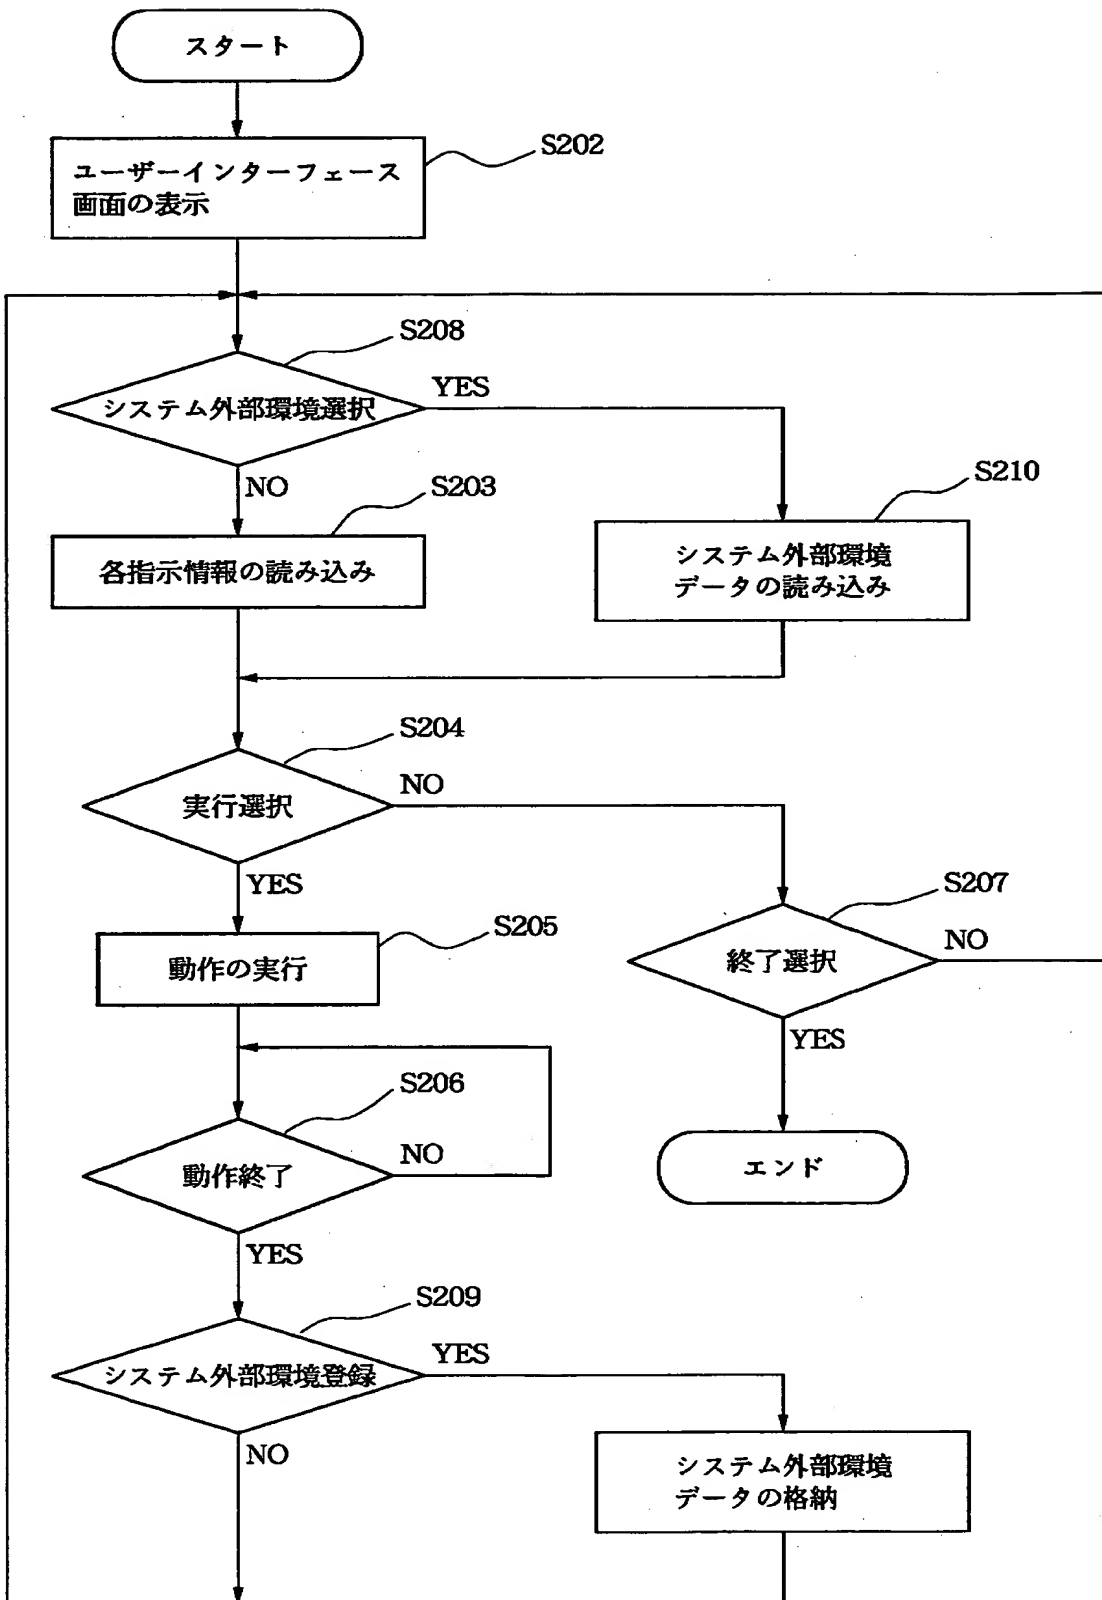 スタート
S202
ユーザーインターフェース
画面の表示
S208
システム外部環境選択
YES
NO
S203
各指示情報の読み込み
S210
システム外部環境
データの読み込み
S204
実行選択
NO
YES
S205
動作の実行
S207
終了選択
NO
YES
エンド
S206
動作終了
NO
YES
S209
システム外部環境登録
YES
NO
システム外部環境
データの格納